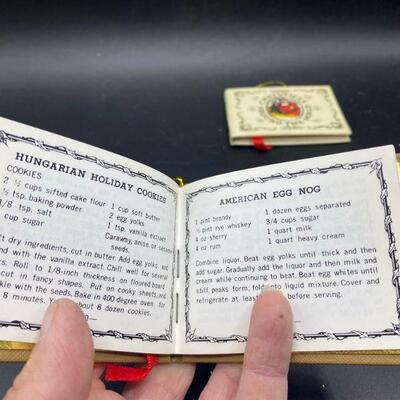 HUNGARIAN HOLIDAY COOKIES
COOKIES
2 ½ cups sifted cake flour
½ tsp. baking powder
1/8 tsp. salt
cup sugar
1 cup soft butter
2 egg yolks
1 tsp. vanilla extract
Caraway, anise, or sesame
seeds.
ft dry ingredients; cut in butter. Add egg yolks and
nd with the vanilla extract. Chill well for several
urs. Roll to 1/8-inch thickness on floured board
cut in fancy shapes. Put on cooky sheets, and
kle with the seeds. Bake in 400 degree oven for
8 minutes. about 8 dozen cookies.
AMERICAN EGG NOG
1 pint brandy
½ pint rye whiskey
4 oz sherry
4 oz rum
1 dozen eggs separated
3/4 cups sugar
1 quart milk
1 quart heavy cream
Combine liquor. Beat egg yolks until thick and then
add sugar. Gradually add the liquor and then milk and
cream while continuing to beat. Beat egg whites until
stiff, peaks form; fold into liquid mixture. Cover and
refrigerate at least before serving.